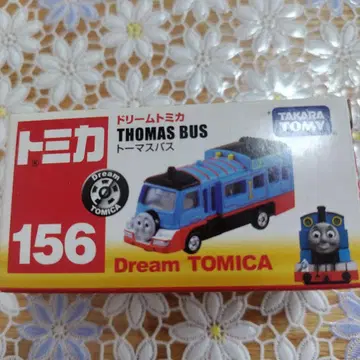 トミカ
ドリームトミカ
THOMAS BUS
トーマスバス
TAKARA
TOMY
Dream
TOMICA
156
Dream TOMICA